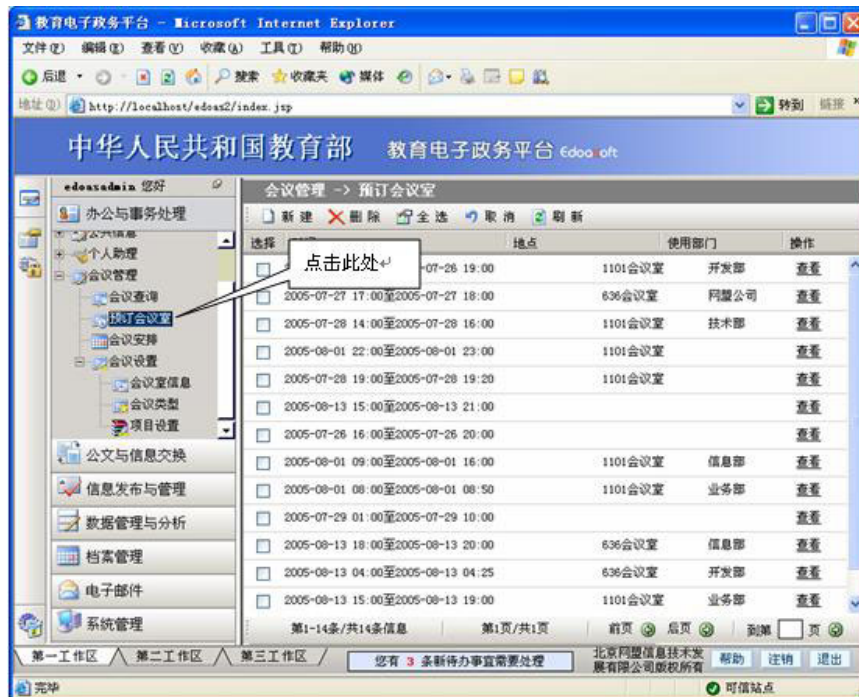 教育电子政务平台 - Microsoft Internet Explorer
文件(F) 编辑(E) 查看(V) 收藏(A) 工具(T) 帮助(H)
后退 搜索 收藏夹 媒体
地址(D) http://localhost/edoas2/index.jsp 转到 链接 »
中华人民共和国教育部 教育电子政务平台
edoasadmin 您好
会议管理 -> 预订会议室
办公与事务处理
新建 删除 全选 取消 刷新
公共信息
个人助理
会议管理
会议查询
预订会议室
会议安排
会议设置
会议室信息
会议类型
项目设置
公文与信息交换
信息发布与管理
数据管理与分析
档案管理
电子邮件
系统管理
点击此处
选择 地点 使用部门 操作
-07-26 19:00 1101会议室 开发部 查看
2005-07-27 17:00至2005-07-27 18:00 636会议室 网盟公司 查看
2005-07-28 14:00至2005-07-28 16:00 1101会议室 技术部 查看
2005-08-01 22:00至2005-08-01 23:00 1101会议室 查看
2005-07-28 19:00至2005-07-28 19:20 1101会议室 查看
2005-08-13 15:00至2005-08-13 21:00 查看
2005-07-26 16:00至2005-07-26 20:00 查看
2005-08-01 09:00至2005-08-01 16:00 1101会议室 信息部 查看
2005-08-01 08:00至2005-08-01 08:50 1101会议室 业务部 查看
2005-07-29 01:00至2005-07-29 10:00 查看
2005-08-13 18:00至2005-08-13 20:00 636会议室 信息部 查看
2005-08-13 04:00至2005-08-13 04:25 636会议室 开发部 查看
2005-08-13 15:00至2005-08-13 19:00 1101会议室 业务部 查看
第1-14条/共14条信息 第1页/共1页 前页 后页 到第 页
第一工作区 第二工作区 第三工作区 您有 3 条新待办事宜需要处理
北京网盟信息技术发
展有限公司版权所有
帮助 注销 退出
完毕 可信站点